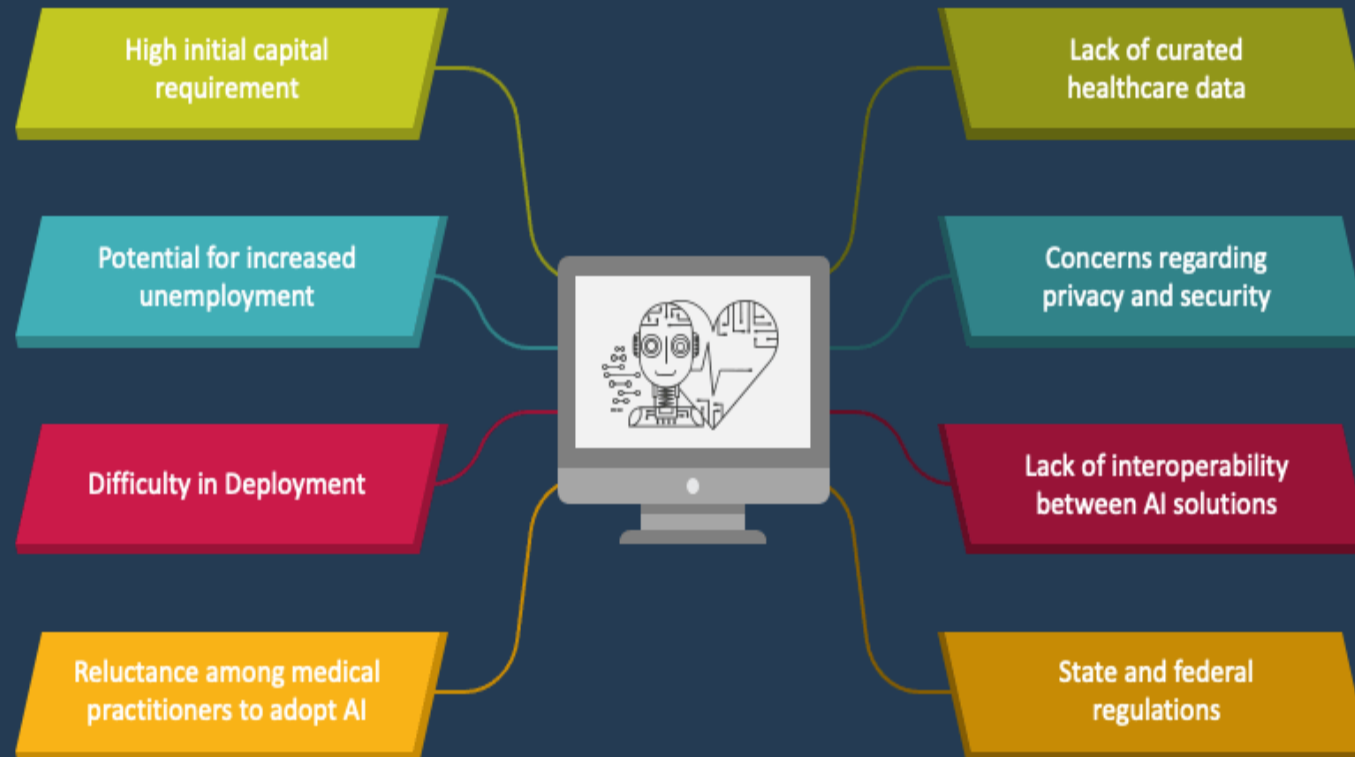 High initial capital
requirement
Lack of curated
healthcare data
Potential for increased
unemployment
Concerns regarding
privacy and security
Difficulty in Deployment
Lack of interoperability
between AI solutions
Reluctance among medical
practitioners to adopt AI
State and federal
regulations